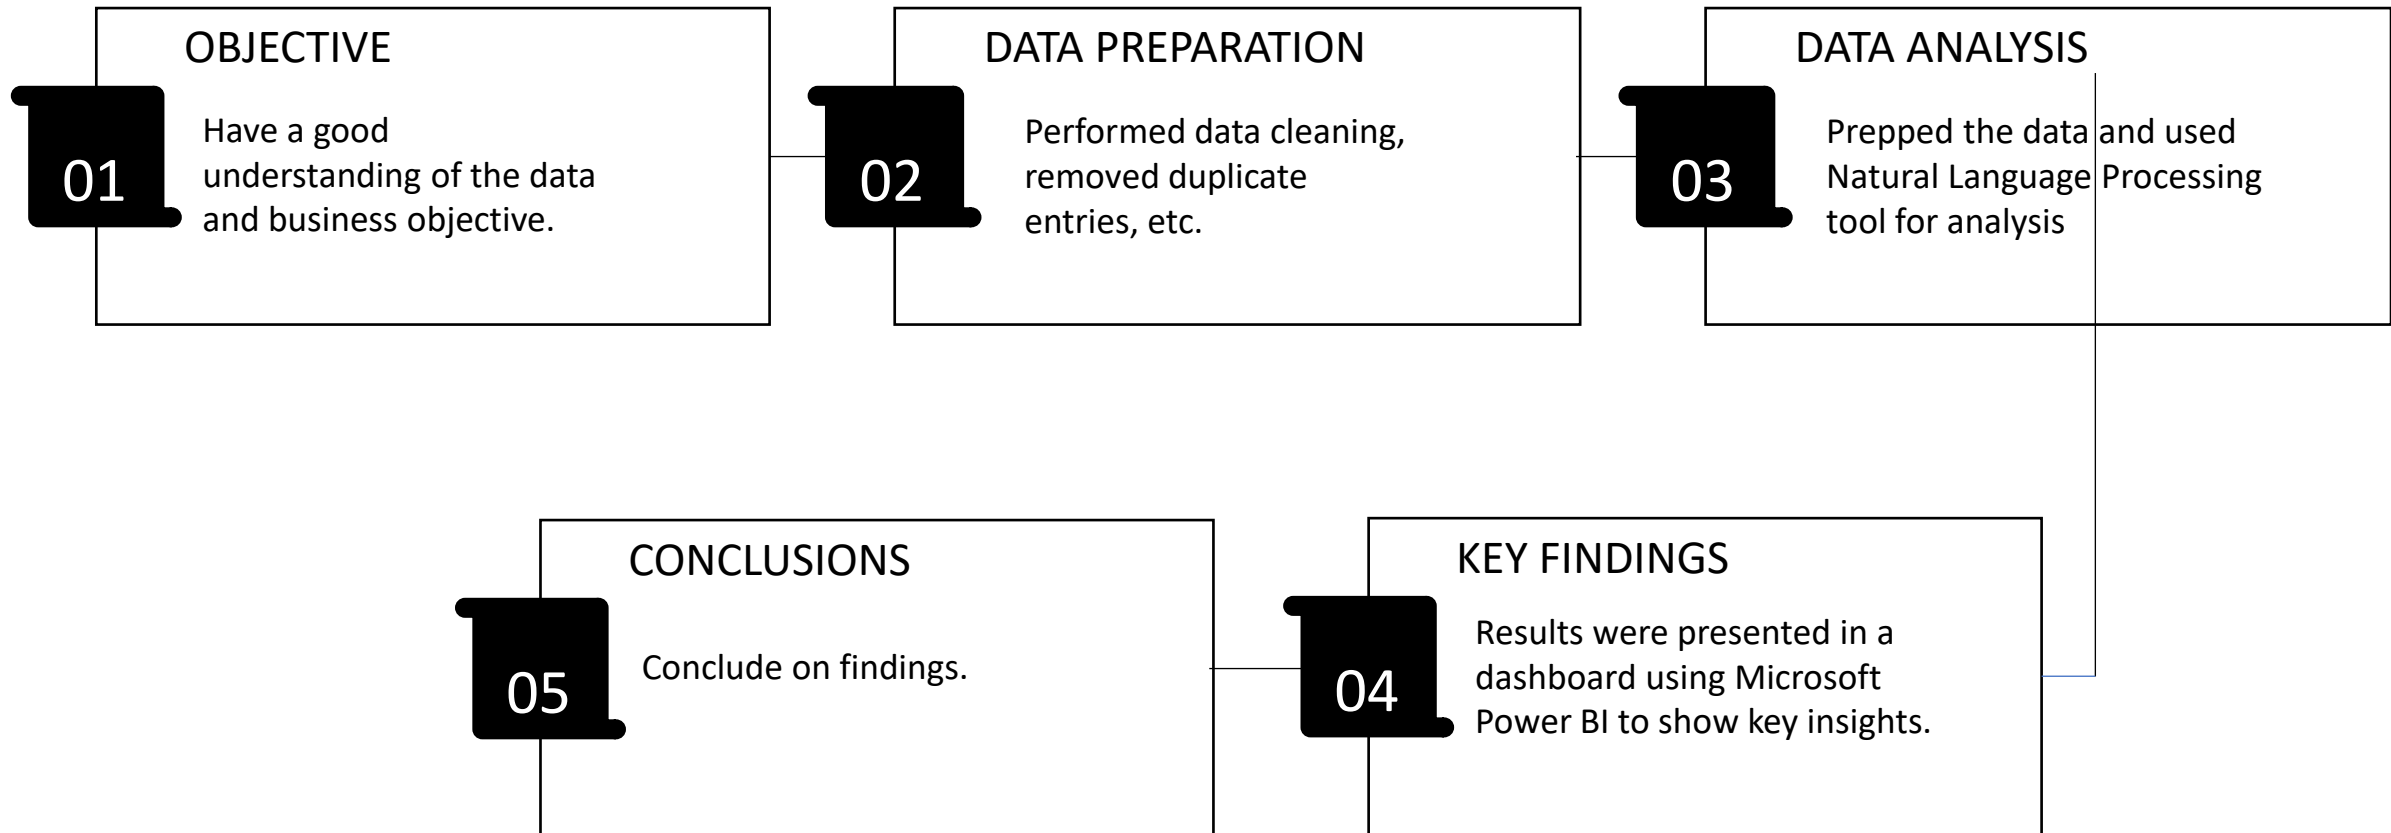 OBJECTIVE
01
Have a good
understanding of the data
and business objective.
DATA PREPARATION
02
Performed data cleaning,
removed duplicate
entries, etc.
DATA ANALYSIS
03
Prepped the data and used
Natural Language Processing
tool for analysis
KEY FINDINGS
04
Results were presented in a
dashboard using Microsoft
Power BI to show key insights.
CONCLUSIONS
05
Conclude on findings.